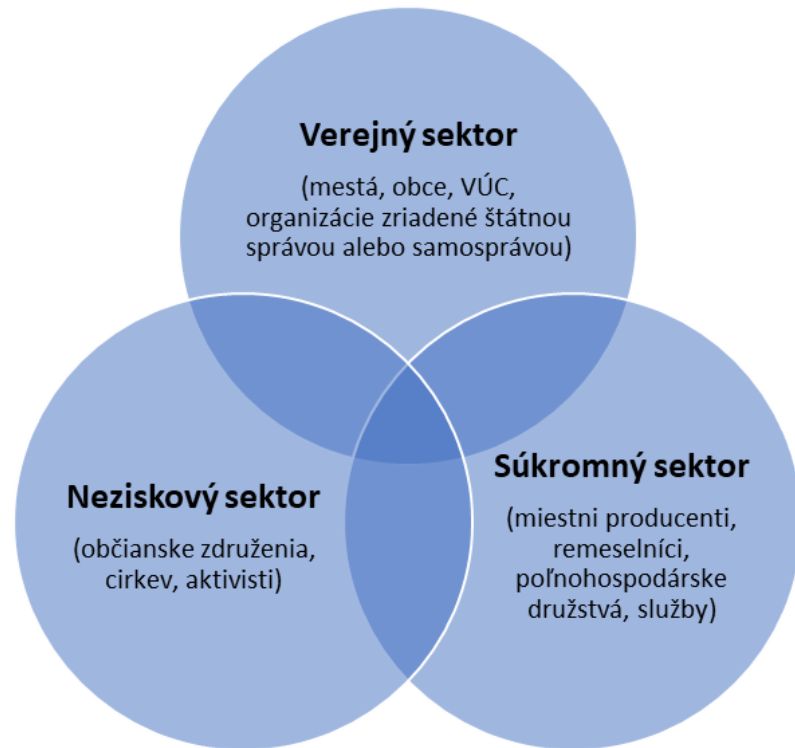 Verejný sektor
(mestá, obce, VÚC,
organizácie zriadené štátnou
správou alebo samosprávou)
Neziskový sektor
(občianske združenia,
cirkev, aktivisti)
Súkromný sektor
(miestni producenti,
remeselníci,
poľnohospodárske
družstvá, služby)